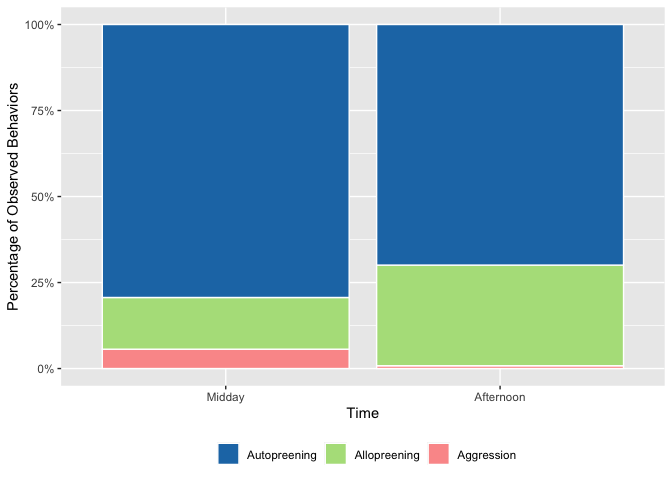 Percentage of Observed Behaviors
100%
75%
50%
25%
0%
Midday Afternoon
Time
Autopreening Allopreening Aggression